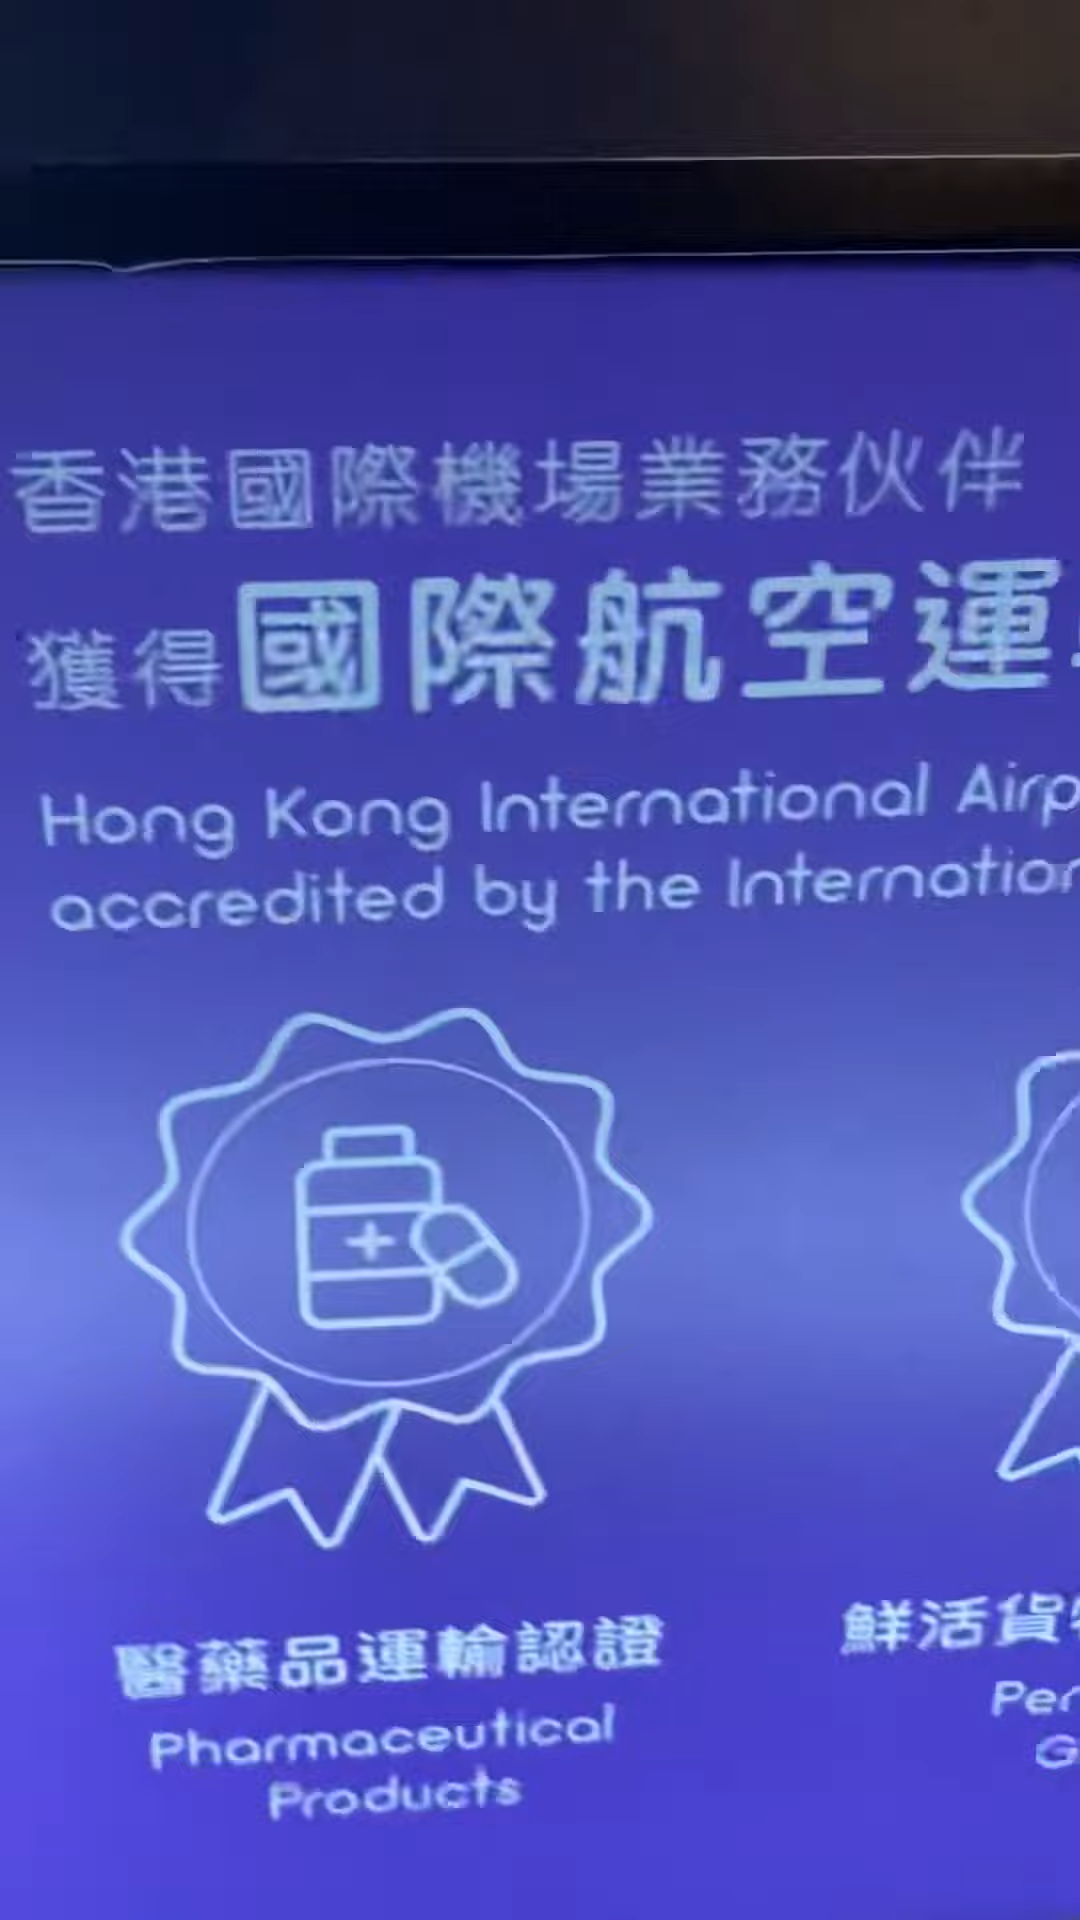 香港國際機場業務伙伴
獲得國際航空運
Hong Kong International Airp
accredited by the Internation
醫藥品運輸認證
Pharmaceutical
Products
鮮活貨
Per
G